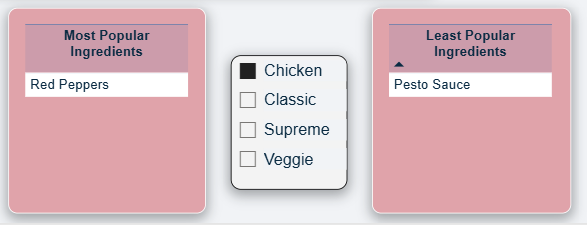 Most Popular
Ingredients
Red Peppers
Chicken
Classic
Supreme
Veggie
Least Popular
Ingredients
Pesto Sauce